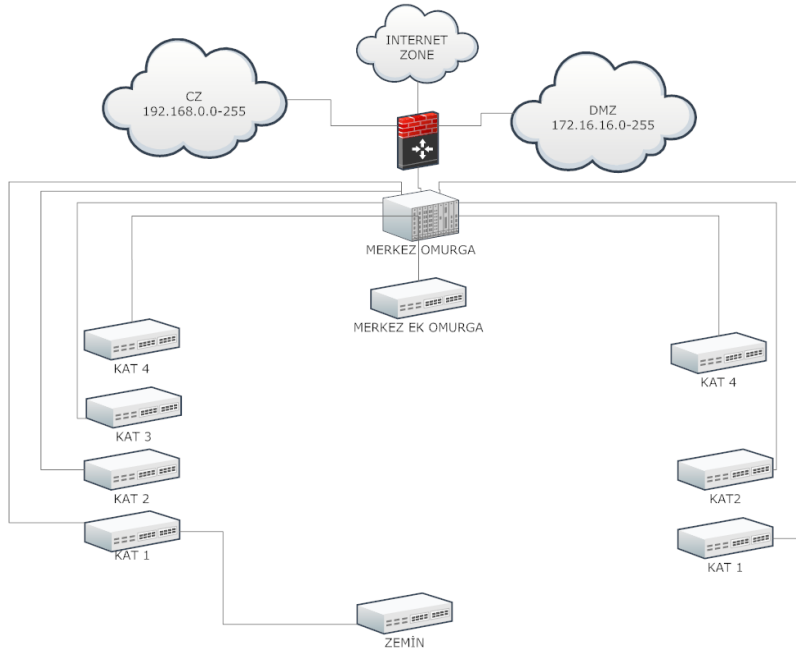 INTERNET
ZONE
CZ
192.168.0.0-255
DMZ
172.16.16.0-255
MERKEZ OMURGA
MERKEZ EK OMURGA
KAT 4
KAT 4
KAT 3
KAT 2
KAT2
KAT 1
KAT 1
ZEMİN